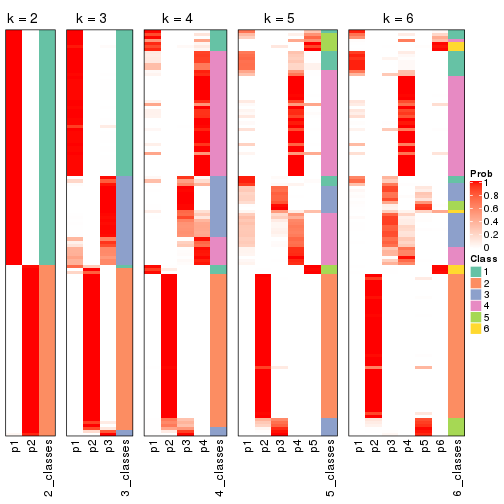 k = 2
k = 3
k = 4
k = 5
k = 6
p1
p2
2_classes
p1
p2
p3
3_classes
p1
p2
p3
p4
4_classes
p1
p2
p3
p4
p5
5_classes
p1
p2
p3
p4
p5
p6
6_classes
Prob
1
0.8
0.6
0.4
0.2
0
Class
1
2
3
4
5
6